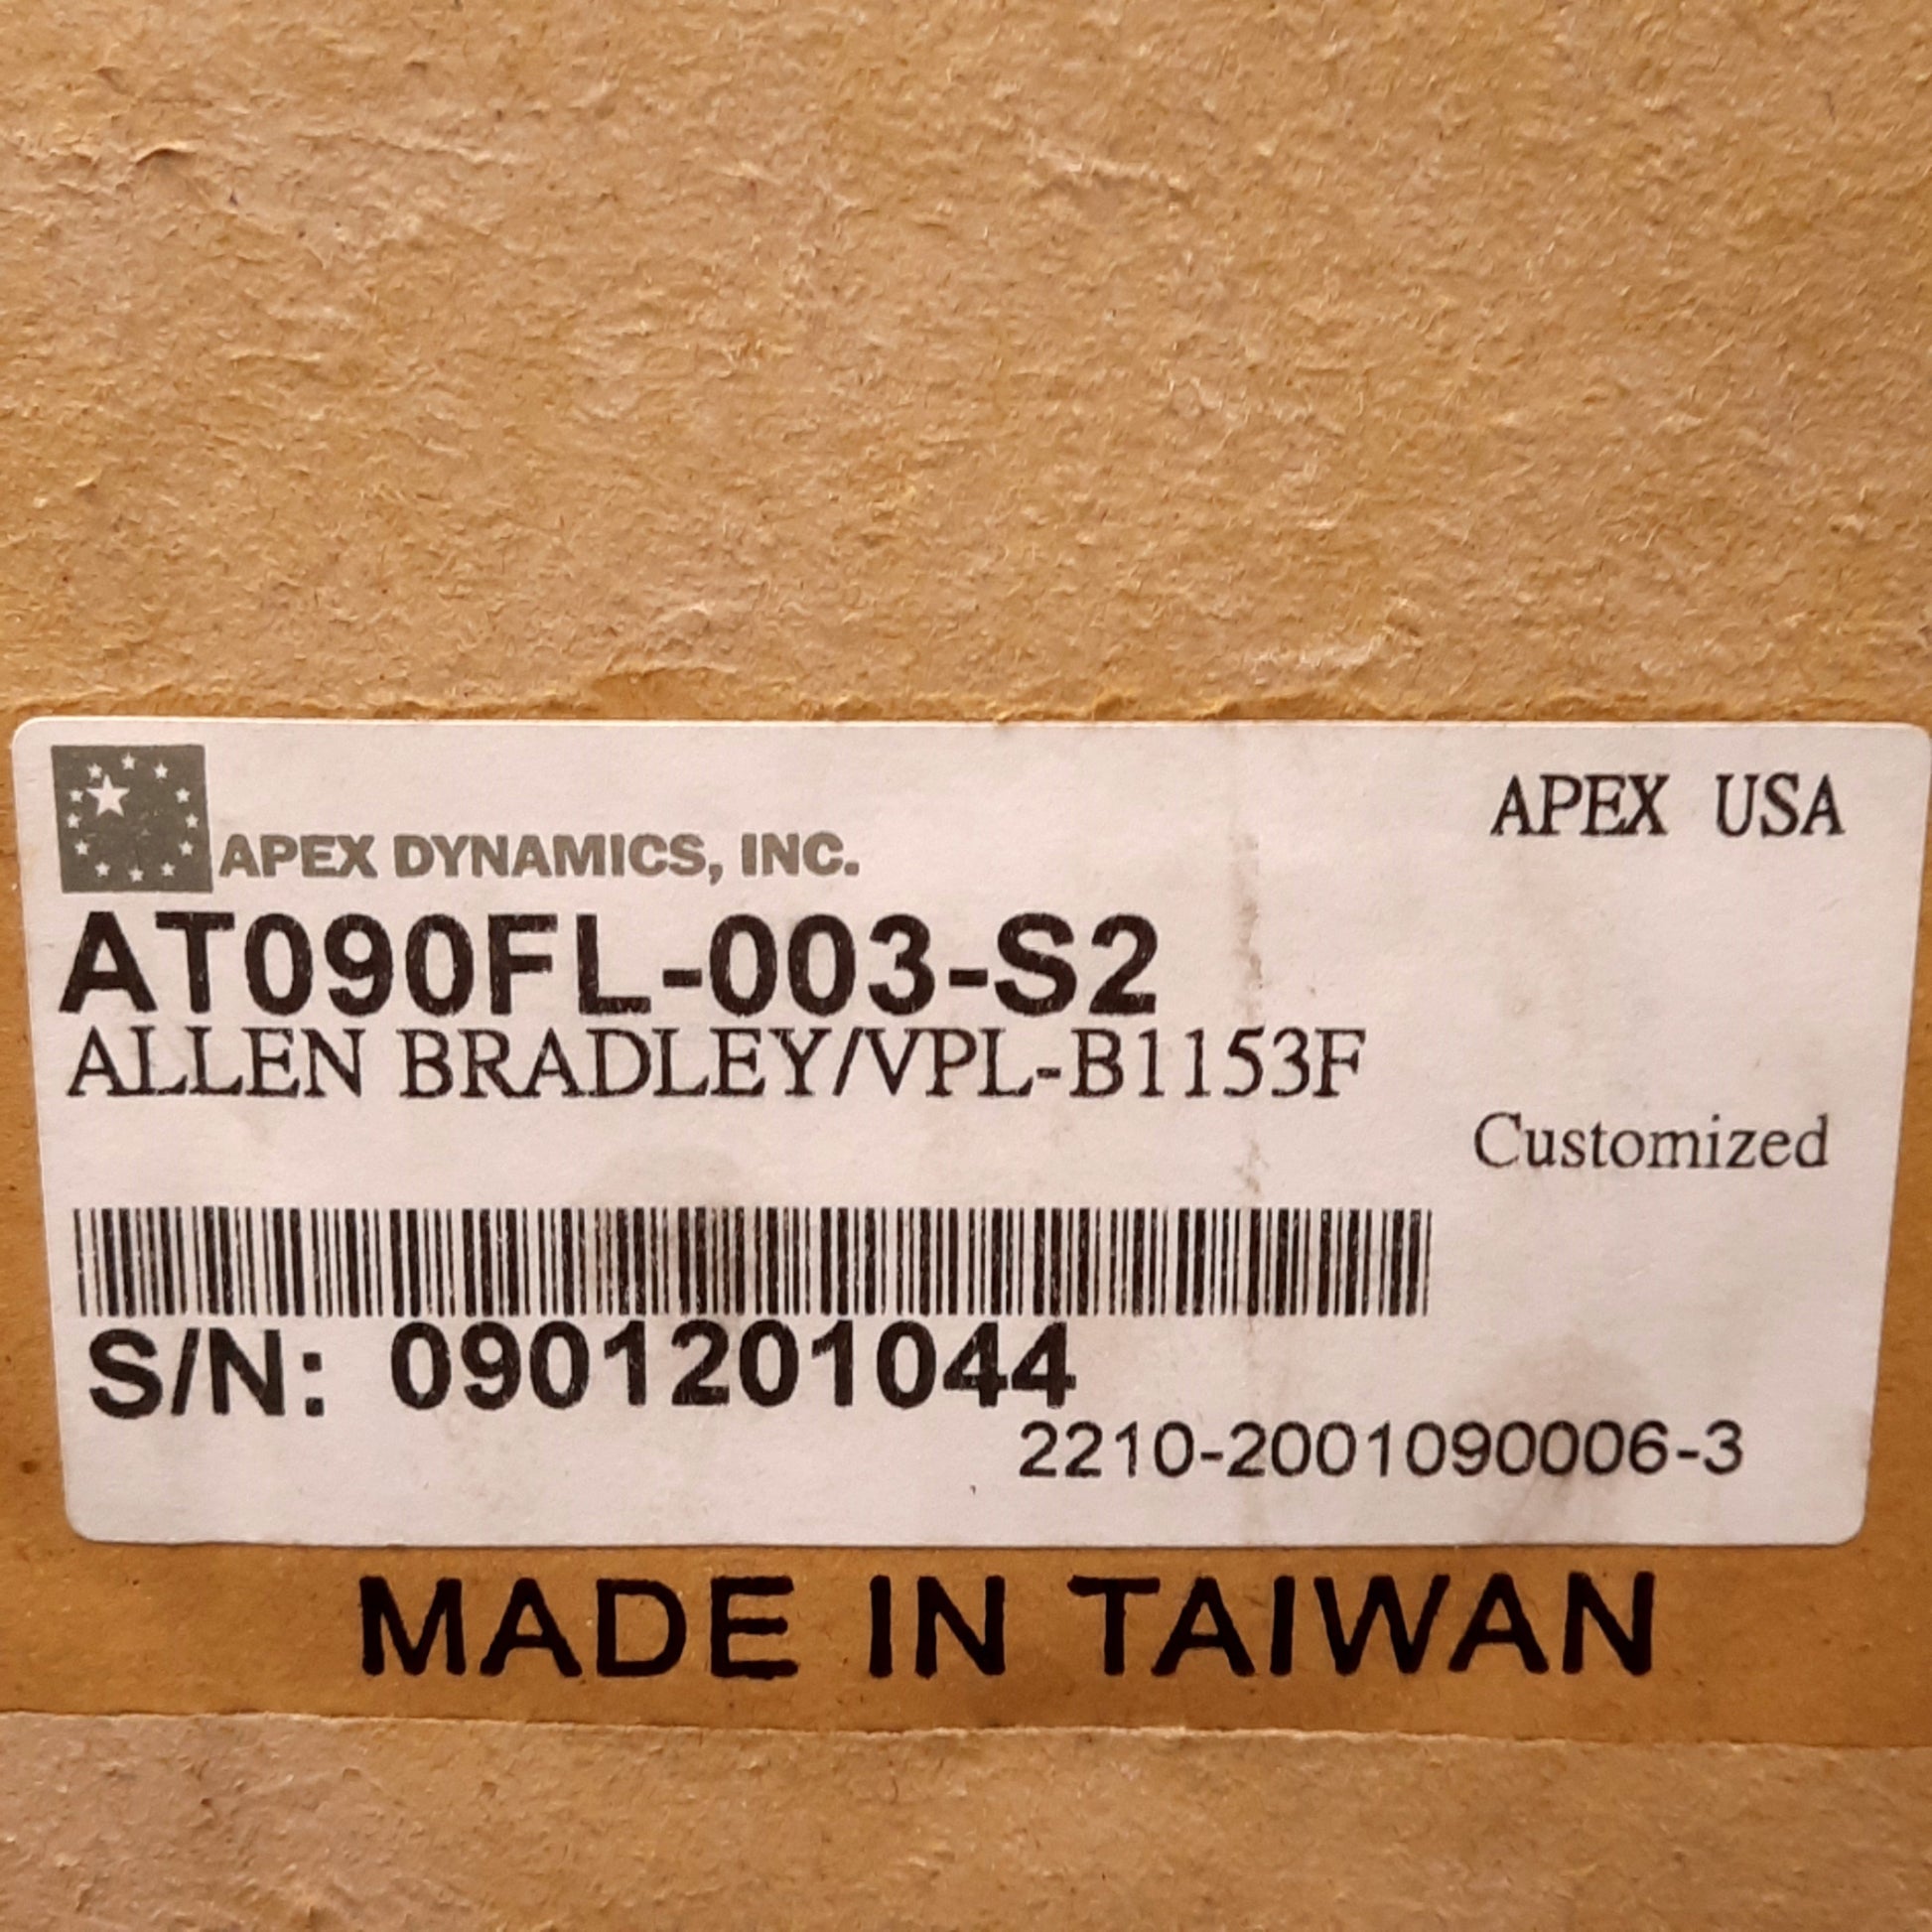 APEX DYNAMICS, INC.
APEX USA
AT090FL-003-S2
ALLEN BRADLEY/VPL-B1153F
Customized
S/N: 0901201044
2210-2001090006-3
MADE IN TAIWAN